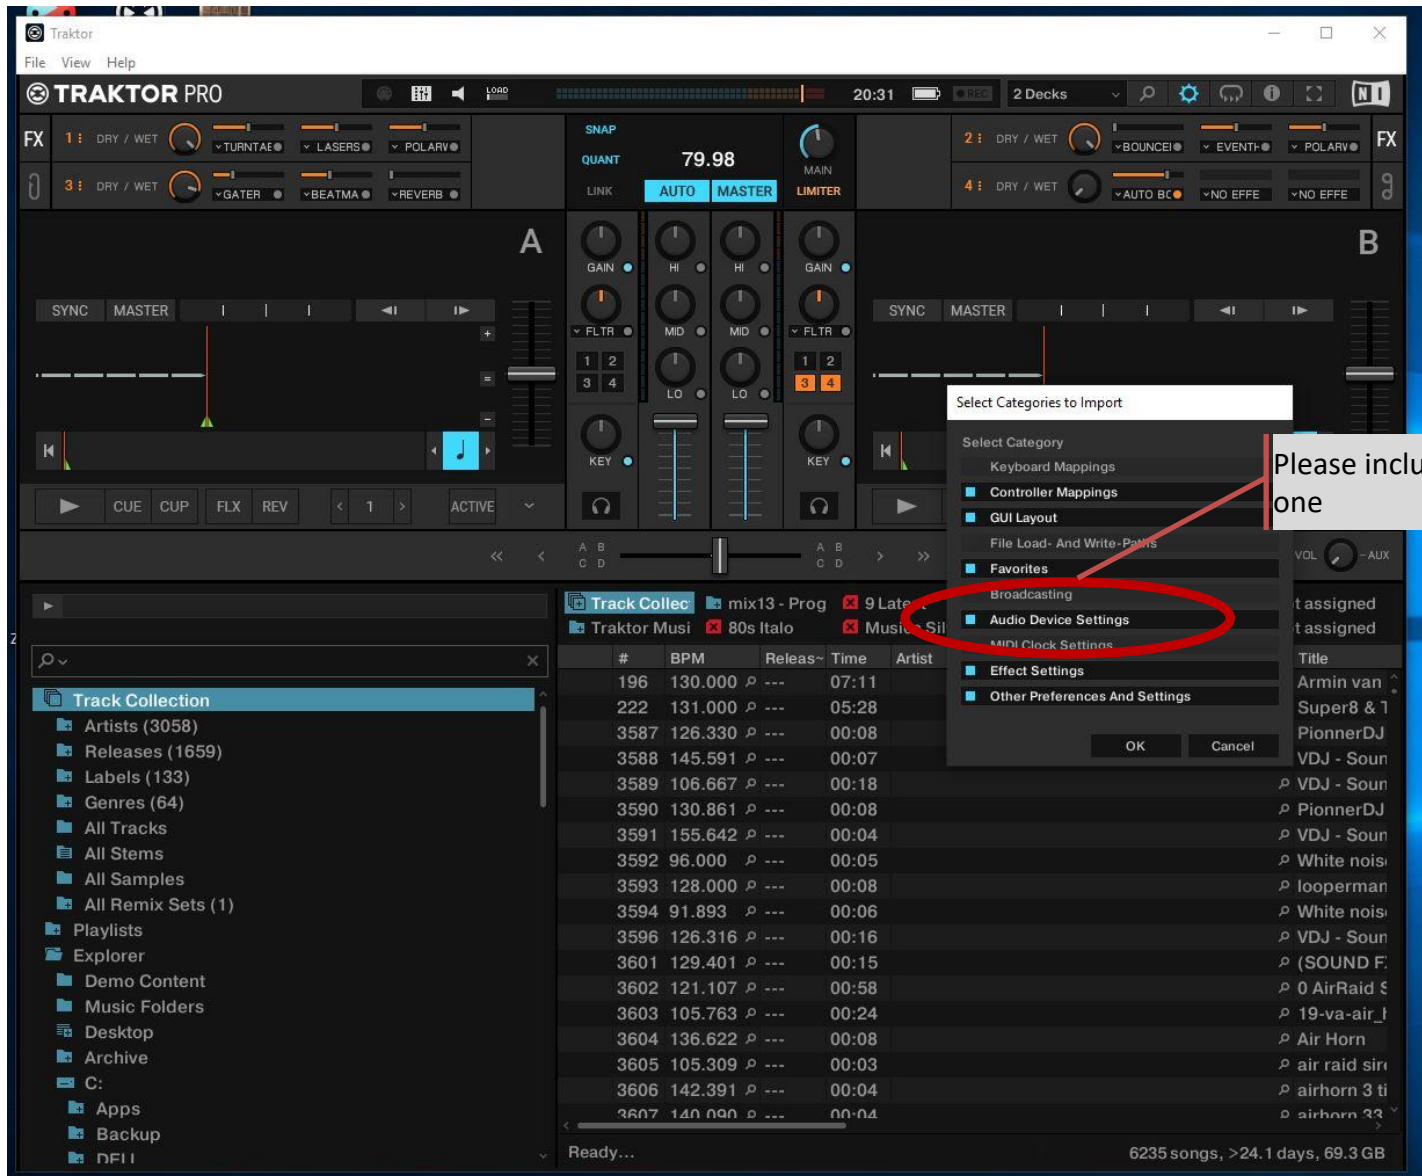 Traktor
File View Help
TRAKTOR PRO
LOAD
20:31
REC
2 Decks
NI
FX
1 DRY / WET
TURNTAE
LASERS
POLARV
3 DRY / WET
GATER
BEATMA
REVERB
SNAP
QUANT
LINK
79.98
AUTO
MASTER
MAIN
LIMITER
2 DRY / WET
BOUNCEI
EVENTH
POLARV
FX
4 DRY / WET
AUTO BC
NO EFFE
NO EFFE
A
SYNC MASTER
CUE CUP FLX REV 1 ACTIVE
GAIN HI HI GAIN
FLTR MID MID FLTR
1 2 1 2
3 4 3 4
LO LO
KEY KEY
B
SYNC MASTER
A B A B
C D C D
VOL AUX
Select Categories to Import
Select Category
Keyboard Mappings
Controller Mappings
GUI Layout
File Load- And Write-Paths
Favorites
Broadcasting
Audio Device Settings
MIDI Clock Settings
Effect Settings
Other Preferences And Settings
OK Cancel
Please inclu
one
Track Collec mix13 - Prog 9 Late t assigned
Traktor Musi 80s Italo Sil t assigned
Track Collection
Artists (3058)
Releases (1659)
Labels (133)
Genres (64)
All Tracks
All Stems
All Samples
All Remix Sets (1)
Playlists
Explorer
Demo Content
Music Folders
Desktop
Archive
C:
Apps
Backup
DELL
# BPM Releas~ Time Artist Title
196 130.000 --- 07:11 Armin van
222 131.000 --- 05:28 Super8 &
3587 126.330 --- 00:08 PionnerDJ
3588 145.591 --- 00:07 VDJ - Soun
3589 106.667 --- 00:18 VDJ - Soun
3590 130.861 --- 00:08 PionnerDJ
3591 155.642 --- 00:04 VDJ - Soun
3592 96.000 --- 00:05 White nois
3593 128.000 --- 00:08 looperman
3594 91.893 --- 00:06 White nois
3596 126.316 --- 00:16 VDJ - Soun
3601 129.401 --- 00:15 (SOUND F
3602 121.107 --- 00:58 0 AirRaid S
3603 105.763 --- 00:24 19-va-air_h
3604 136.622 --- 00:08 Air Horn
3605 105.309 --- 00:03 air raid sir
3606 142.391 --- 00:04 airhorn 3 ti
3607 140.090 --- 00:04 airhorn 33
Ready...
6235 songs, >24.1 days, 69.3 GB